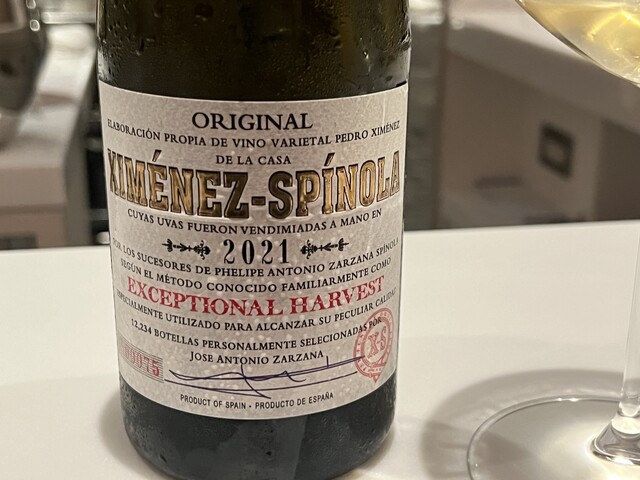 ORIGINAL
ELABORACIÓN PROPIA DE VINO VARIETAL PEDRO XIMÉNEZ
DE LA CASA
XIMÉNEZ-SPÍNOLA
CUYAS UVAS FUERON VENDIMIADAS A MANO EN
2021
POR LOS SUCESORES DE PHELIPE ANTONIO ZARZANA SPÍNOLA
SEGÚN EL MÉTODO CONOCIDO FAMILIARMENTE COMO
EXCEPTIONAL HARVEST
ESPECIALMENTE UTILIZADO PARA ALCANZAR SU PECULIAR CALIDAD
12,234 BOTELLAS PERSONALMENTE SELECCIONADAS POR
JOSE ANTONIO ZARZANA
X-S
PRODUCT OF SPAIN • PRODUCTO DE ESPAÑA